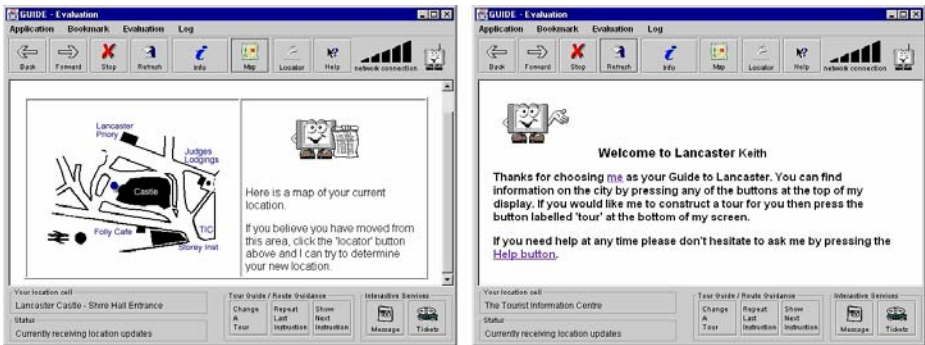 GUIDE - Evaluation
Application Bookmark Evaluation Log
Back Forward Stop Refresh Info Map Locator Help network connection
Lancaster
Priory
Judges
Lodgings
Castle
Folly Cafe
TIC
Storey Inst
Here is a map of your current
location.
If you believe you have moved from
this area, click the 'locator' button
above and I can try to determine
your new location.
Your location cell
Lancaster Castle - Shire Hall Entrance
Status
Currently receiving location updates
Tour Guide / Route Guidance
Change
A
Tour
Repeat
Last
Instruction
Show
Next
Instruction
Interactive Services
Message
Tickets
GUIDE - Evaluation
Application Bookmark Evaluation Log
Back Forward Stop Refresh Info Map Locator Help network connection
Welcome to Lancaster Keith
Thanks for choosing me as your Guide to Lancaster. You can find
information on the city by pressing any of the buttons at the top of my
display. If you would like me to construct a tour for you then press the
button labelled 'tour' at the bottom of my screen.
If you need help at any time please don't hesitate to ask me by pressing the
Help button.
Your location cell
The Tourist Information Centre
Status
Currently receiving location updates
Tour Guide / Route Guidance
Change
A
Tour
Repeat
Last
Instruction
Show
Next
Instruction
Interactive Services
Message
Tickets